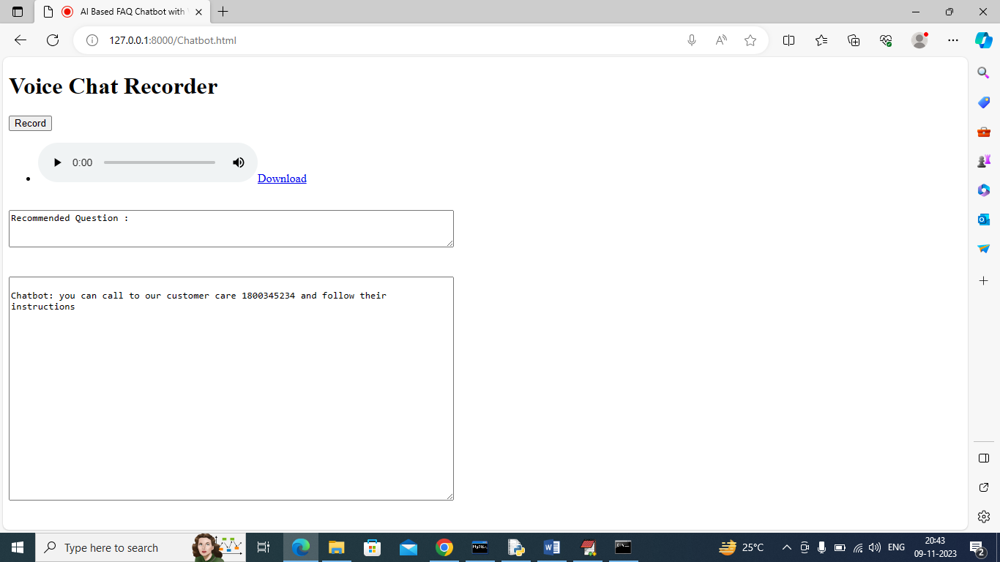 AI Based FAQ Chatbot with
127.0.0.1:8000/Chatbot.html
Voice Chat Recorder
Record
0:00
Download
Recommended Question :
Chatbot: you can call to our customer care 1800345234 and follow their
instructions
Type here to search
MySQL
25°C
ENG
20:43
09-11-2023
2